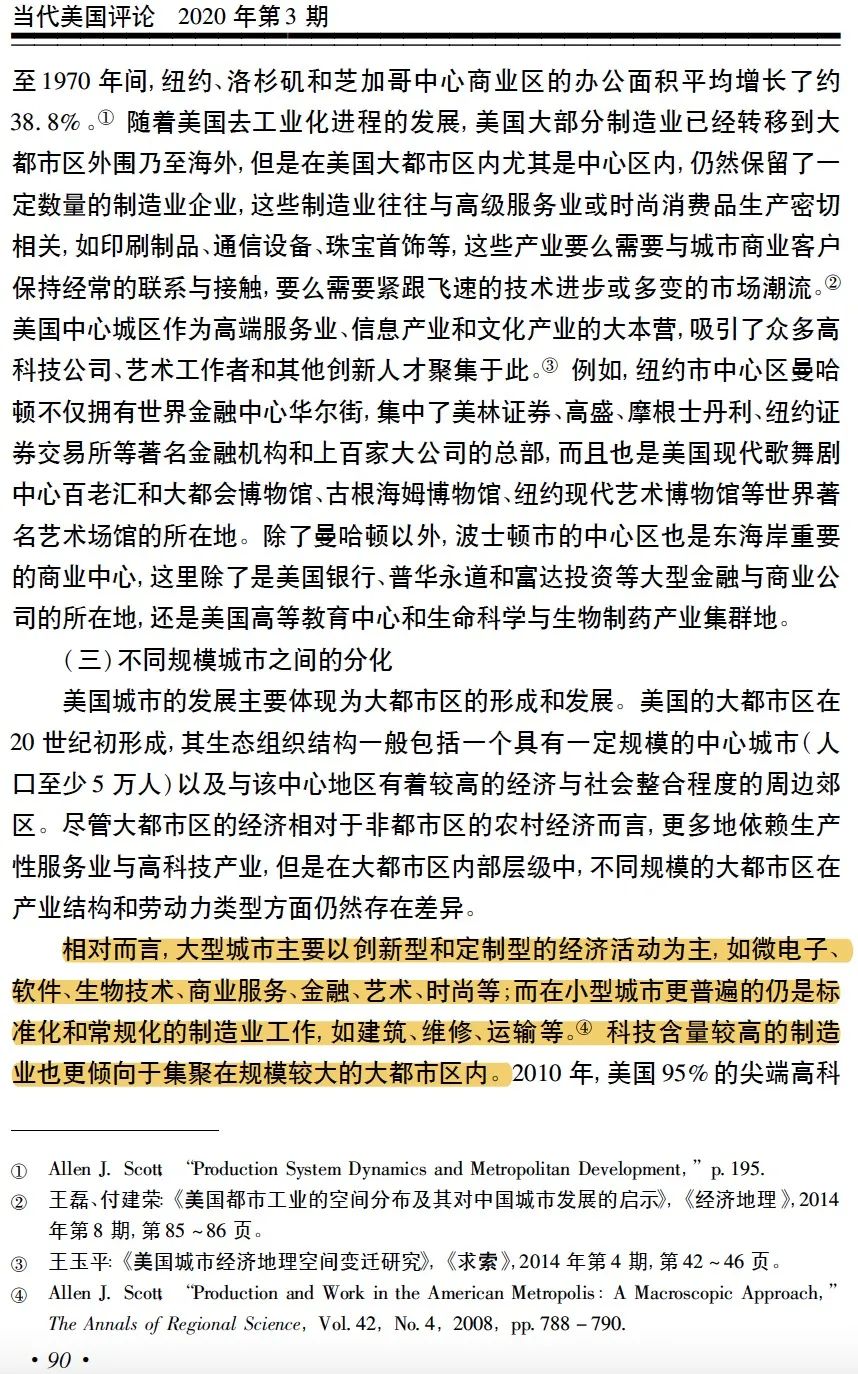 当代美国评论 2020 年第 3 期
至 1970 年间,纽约、洛杉矶和芝加哥中心商业区的办公面积平均增长了约
38.8%。① 随着美国去工业化进程的发展,美国大部分制造业已经转移到大
都市区外围乃至海外,但是在美国大都市区内尤其是中心区内,仍然保留了一
定数量的制造业企业,这些制造业往往与高级服务业或时尚消费品生产密切
相关,如印刷制品、通信设备、珠宝首饰等,这些产业要么需要与城市商业客户
保持经常的联系与接触,要么需要紧跟飞速的技术进步或多变的市场潮流。②
美国中心城区作为高端服务业、信息产业和文化产业的大本营,吸引了众多高
科技公司、艺术工作者和其他创新人才聚集于此。③ 例如,纽约市中心区曼哈
顿不仅拥有世界金融中心华尔街,集中了美林证券、高盛、摩根士丹利、纽约证
券交易所等著名金融机构和上百家大公司的总部,而且也是美国现代歌舞剧
中心百老汇和大都会博物馆、古根海姆博物馆、纽约现代艺术博物馆等世界著
名艺术场馆的所在地。除了曼哈顿以外,波士顿市的中心区也是东海岸重要
的商业中心,这里除了是美国银行、普华永道和富达投资等大型金融与商业公
司的所在地,还是美国高等教育中心和生命科学与生物制药产业集群地。
(三)不同规模城市之间的分化
美国城市的发展主要体现为大都市区的形成和发展。美国的大都市区在
20 世纪初形成,其生态组织结构一般包括一个具有一定规模的中心城市(人
口至少 5 万人)以及与该中心地区有着较高的经济与社会整合程度的周边郊
区。尽管大都市区的经济相对于非都市区的农村经济而言,更多地依赖生产
性服务业与高科技产业,但是在大都市区内部层级中,不同规模的大都市区在
产业结构和劳动力类型方面仍然存在差异。
相对而言,大型城市主要以创新型和定制型的经济活动为主,如微电子、
软件、生物技术、商业服务、金融、艺术、时尚等;而在小型城市更普遍的仍是标
准化和常规化的制造业工作,如建筑、维修、运输等。④ 科技含量较高的制造
业也更倾向于集聚在规模较大的大都市区内。2010 年,美国 95% 的尖端高科
① Allen J. Scott, “Production System Dynamics and Metropolitan Development,” p. 195.
② 王磊、付建荣:《美国都市工业的空间分布及其对中国城市发展的启示》,《经济地理》,2014
年第 8 期,第 85 ~ 86 页。
③ 王玉平:《美国城市经济地理空间变迁研究》,《求索》,2014 年第 4 期,第 42 ~ 46 页。
④ Allen J. Scott, “Production and Work in the American Metropolis: A Macroscopic Approach,”
The Annals of Regional Science, Vol. 42, No. 4, 2008, pp. 788 – 790.
· 90 ·